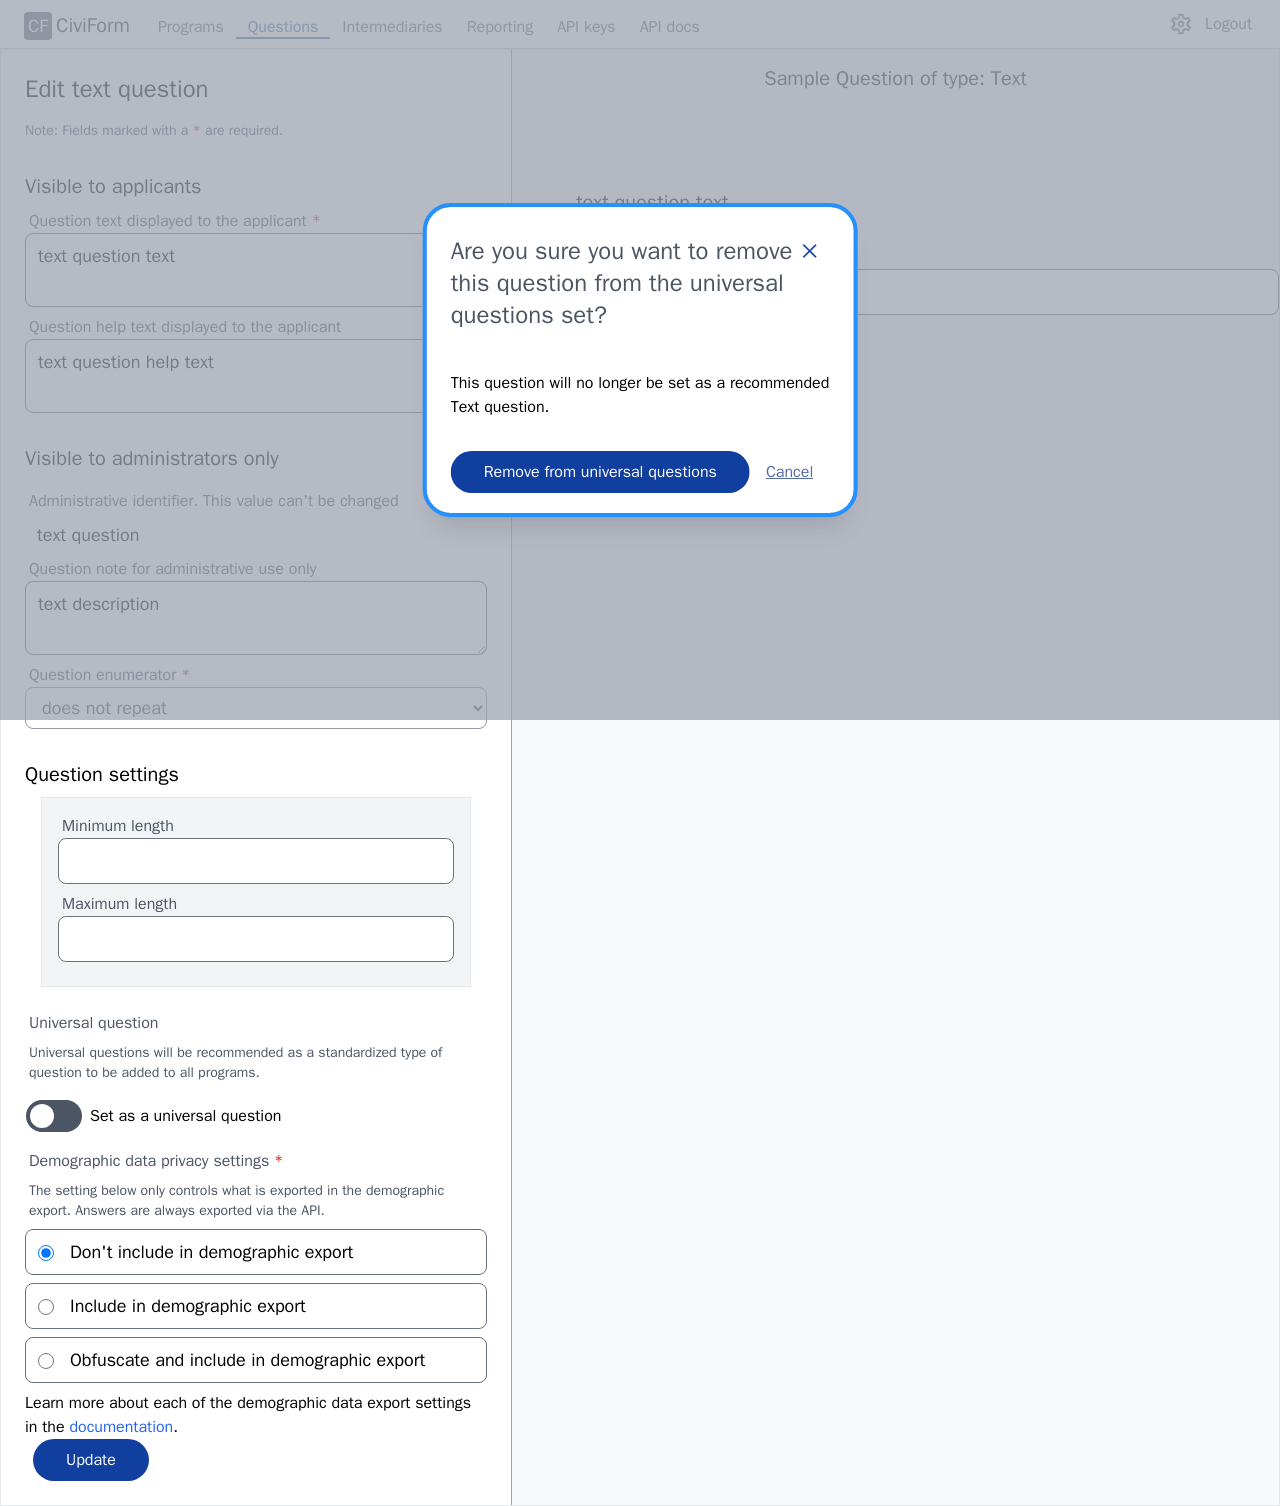 CF CiviForm Programs Questions Intermediaries Reporting API keys API docs Logout
Edit text question
Note: Fields marked with a * are required.
Visible to applicants
Question text displayed to the applicant *
text question text
Question help text displayed to the applicant
text question help text
Visible to administrators only
Administrative identifier. This value can't be changed
text question
Question note for administrative use only
text description
Question enumerator *
does not repeat
Question settings
Minimum length
Maximum length
Universal question
Universal questions will be recommended as a standardized type of
question to be added to all programs.
Set as a universal question
Demographic data privacy settings *
The setting below only controls what is exported in the demographic
export. Answers are always exported via the API.
Don't include in demographic export
Include in demographic export
Obfuscate and include in demographic export
Learn more about each of the demographic data export settings
in the documentation.
Update
Sample Question of type: Text
text question text
Are you sure you want to remove
this question from the universal
questions set?
This question will no longer be set as a recommended
Text question.
Remove from universal questions Cancel